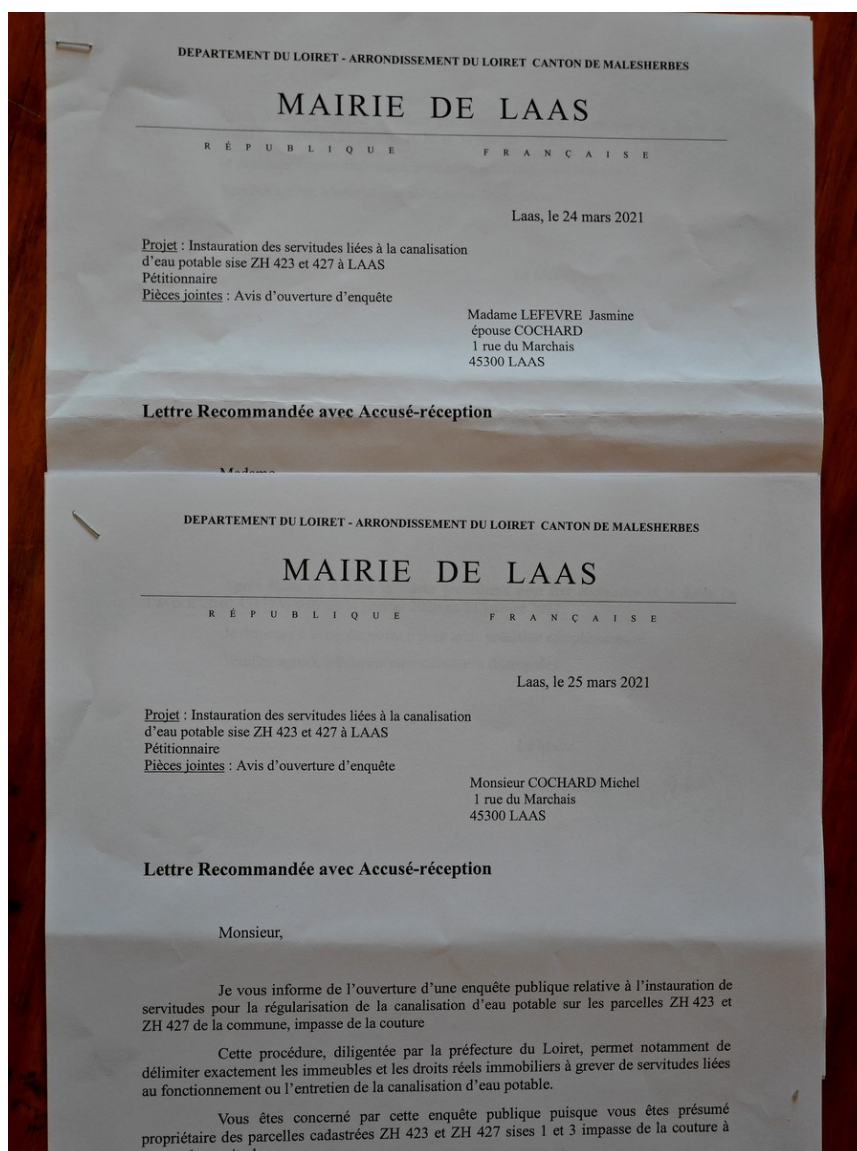 DEPARTEMENT DU LOIRET - ARRONDISSEMENT DU LOIRET CANTON DE MALESHERBES
MAIRIE DE LAAS
RÉPUBLIQUE FRANÇAISE
Laas, le 24 mars 2021
Projet : Instauration des servitudes liées à la canalisation
d'eau potable sise ZH 423 et 427 à LAAS
Pétitionnaire
Pièces jointes : Avis d'ouverture d'enquête
Madame LEFEVRE Jasmine
épouse COCHARD
1 rue du Marchais
45300 LAAS
Lettre Recommandée avec Accusé-réception
Madame
DEPARTEMENT DU LOIRET - ARRONDISSEMENT DU LOIRET CANTON DE MALESHERBES
MAIRIE DE LAAS
RÉPUBLIQUE FRANÇAISE
Laas, le 25 mars 2021
Projet : Instauration des servitudes liées à la canalisation
d'eau potable sise ZH 423 et 427 à LAAS
Pétitionnaire
Pièces jointes : Avis d'ouverture d'enquête
Monsieur COCHARD Michel
1 rue du Marchais
45300 LAAS
Lettre Recommandée avec Accusé-réception
Monsieur,
Je vous informe de l'ouverture d'une enquête publique relative à l'instauration de
servitudes pour la régularisation de la canalisation d'eau potable sur les parcelles ZH 423 et
ZH 427 de la commune, impasse de la couture
Cette procédure, diligentée par la préfecture du Loiret, permet notamment de
délimiter exactement les immeubles et les droits réels immobiliers à grever de servitudes liées
au fonctionnement ou l'entretien de la canalisation d'eau potable.
Vous êtes concerné par cette enquête publique puisque vous êtes présumé
propriétaire des parcelles cadastrées ZH 423 et ZH 427 sises 1 et 3 impasse de la couture à